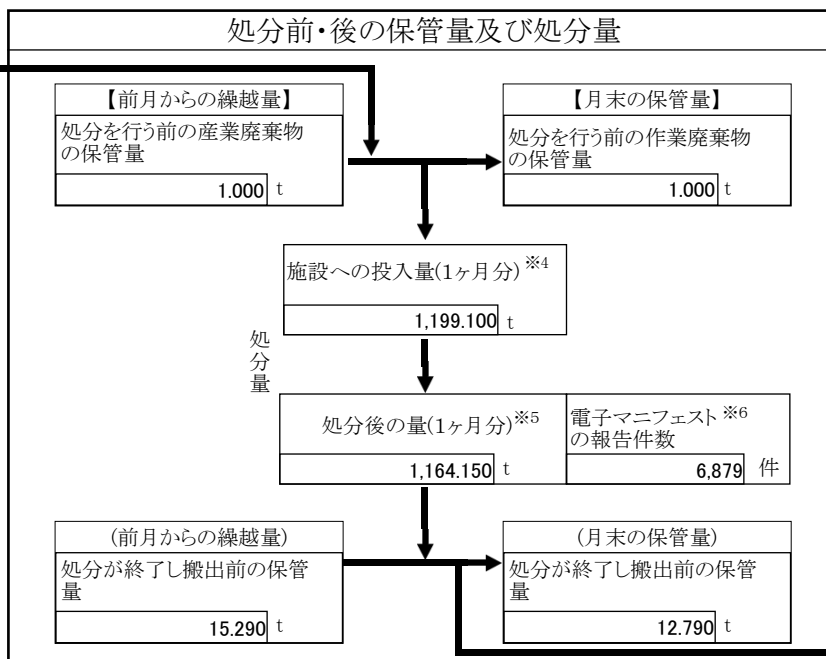 処分前・後の保管量及び処分量
【前月からの繰越量】
処分を行う前の産業廃棄物
の保管量
1.000 t
【月末の保管量】
処分を行う前の作業廃棄物
の保管量
1.000 t
施設への投入量(1ヶ月分)※4
1,199.100 t
処分量
処分後の量(1ヶ月分)※5
1,164.150 t
電子マニフェスト※6
の報告件数
6,879 件
(前月からの繰越量)
処分が終了し搬出前の保管
量
15.290 t
(月末の保管量)
処分が終了し搬出前の保管
量
12.790 t